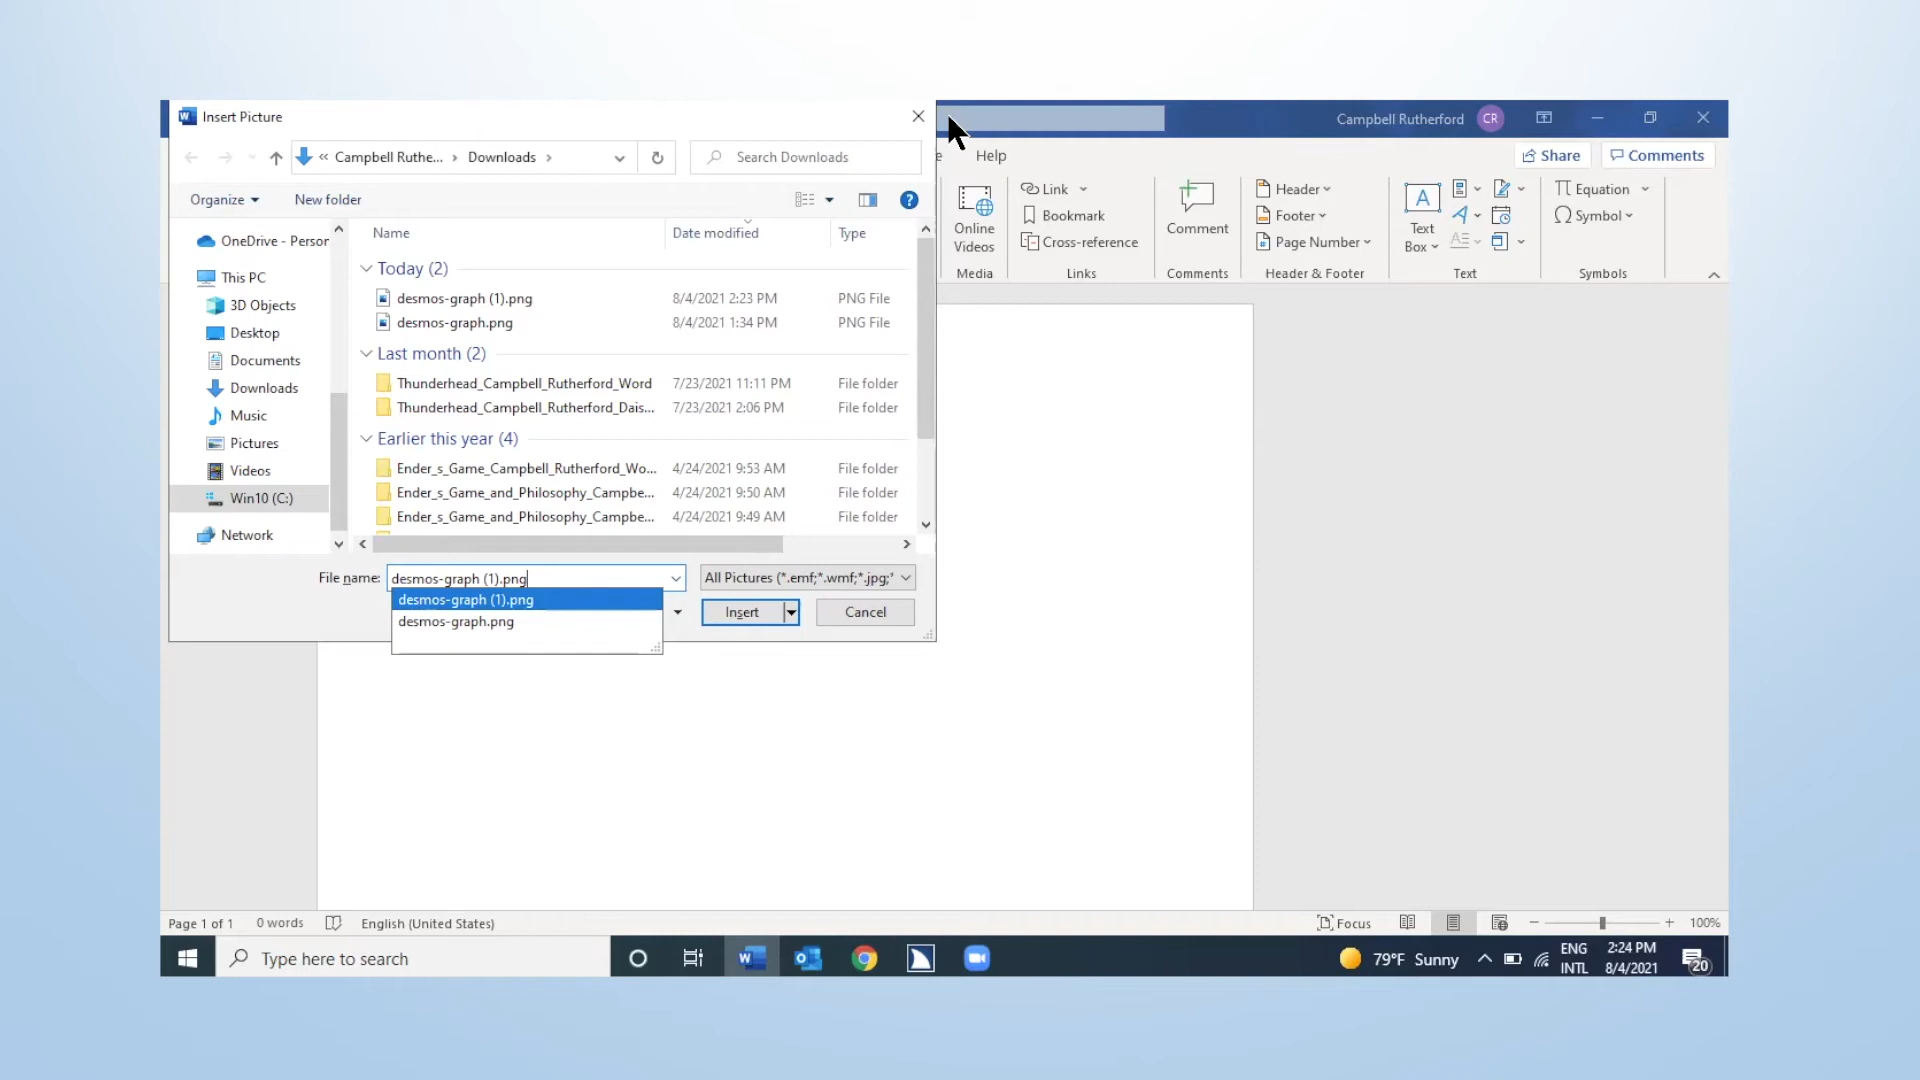 Insert Picture
Campbell Rutherford
CR
« Campbell Ruthe... › Downloads ›
Search Downloads
Help
Share
Comments
Organize
New folder
Online Videos
Link
Bookmark
Cross-reference
Comment
Header
Footer
Page Number
Text Box
Equation
Symbol
Media
Links
Comments
Header & Footer
Text
Symbols
OneDrive - Person
This PC
3D Objects
Desktop
Documents
Downloads
Music
Pictures
Videos
Win10 (C:)
Network
Name Date modified Type
Today (2)
desmos-graph (1).png 8/4/2021 2:23 PM PNG File
desmos-graph.png 8/4/2021 1:34 PM PNG File
Last month (2)
Thunderhead_Campbell_Rutherford_Word 7/23/2021 11:11 PM File folder
Thunderhead_Campbell_Rutherford_Dais... 7/23/2021 2:06 PM File folder
Earlier this year (4)
Ender_s_Game_Campbell_Rutherford_Wo... 4/24/2021 9:53 AM File folder
Ender_s_Game_and_Philosophy_Campbe... 4/24/2021 9:50 AM File folder
Ender_s_Game_and_Philosophy_Campbe... 4/24/2021 9:49 AM File folder
File name: desmos-graph (1).png
All Pictures (*.emf;*.wmf;*.jpg;*
desmos-graph (1).png
desmos-graph.png
Insert
Cancel
Page 1 of 1 0 words English (United States)
Focus
100%
Type here to search
79°F Sunny
ENG
INTL
2:24 PM
8/4/2021
20